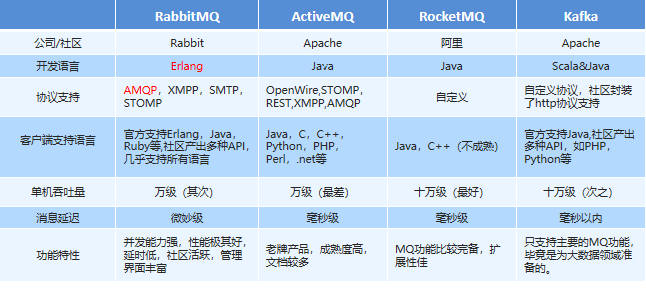 RabbitMQ ActiveMQ RocketMQ Kafka
公司/社区 Rabbit Apache 阿里 Apache
开发语言 Erlang Java Java Scala&Java
协议支持 AMQP，XMPP，SMTP，STOMP OpenWire,STOMP，REST,XMPP,AMQP 自定义 自定义协议，社区封装了http协议支持
客户端支持语言 官方支持Erlang，Java，Ruby等,社区产出多种API，几乎支持所有语言 Java，C，C++，Python，PHP，Perl，.net等 Java，C++（不成熟） 官方支持Java,社区产出多种API，如PHP，Python等
单机吞吐量 万级（其次） 万级（最差） 十万级（最好） 十万级（次之）
消息延迟 微妙级 毫秒级 毫秒级 毫秒以内
功能特性 并发能力强，性能极其好，延时低，社区活跃，管理界面丰富 老牌产品，成熟度高，文档较多 MQ功能比较完备，扩展性佳 只支持主要的MQ功能，毕竟是为大数据领域准备的。